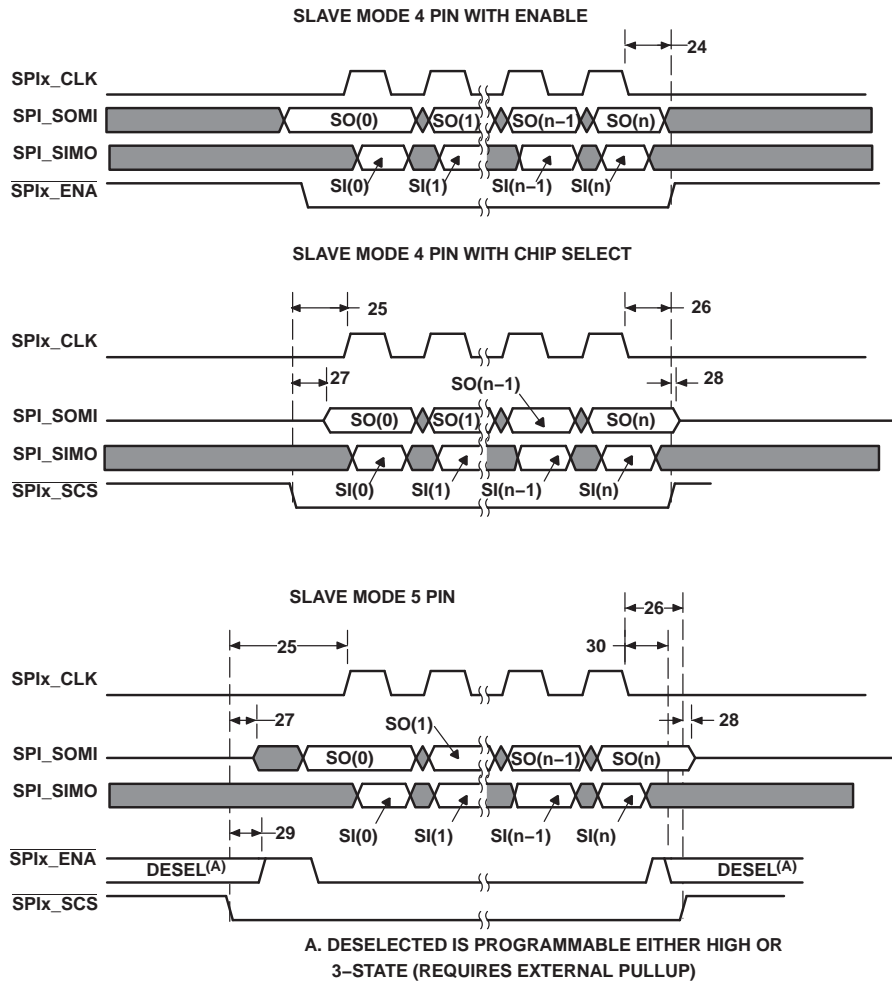 SLAVE MODE 4 PIN WITH ENABLE
24
SPIx_CLK
SPI_SOMI
SO(0)
SO(1)
SO(n−1)
SO(n)
SPI_SIMO
SI(0)
SI(1)
SI(n−1)
SI(n)
SPIx_ENA
SLAVE MODE 4 PIN WITH CHIP SELECT
25
26
SPIx_CLK
27
SO(n−1)
28
SPI_SOMI
SO(0)
SO(1)
SO(n)
SPI_SIMO
SI(0)
SI(1)
SI(n−1)
SI(n)
SPIx_SCS
SLAVE MODE 5 PIN
26
25
30
SPIx_CLK
27
SO(1)
28
SPI_SOMI
SO(0)
SO(n−1)
SO(n)
SPI_SIMO
SI(0)
SI(1)
SI(n−1)
SI(n)
29
SPIx_ENA
DESEL(A)
DESEL(A)
SPIx_SCS
A. DESELECTED IS PROGRAMMABLE EITHER HIGH OR
3−STATE (REQUIRES EXTERNAL PULLUP)